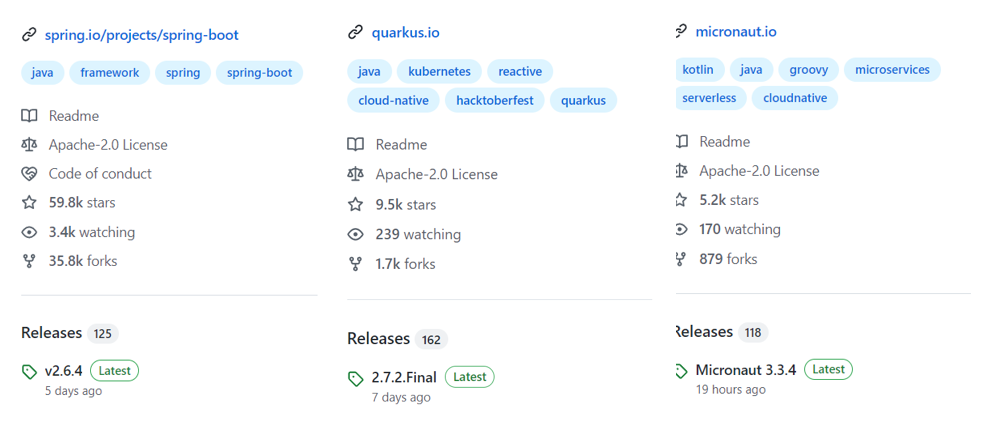 spring.io/projects/spring-boot
java framework spring spring-boot
Readme
Apache-2.0 License
Code of conduct
59.8k stars
3.4k watching
35.8k forks
Releases 125
v2.6.4 Latest
5 days ago
quarkus.io
java kubernetes reactive
cloud-native hacktoberfest quarkus
Readme
Apache-2.0 License
9.5k stars
239 watching
1.7k forks
Releases 162
2.7.2.Final Latest
7 days ago
micronaut.io
kotlin java groovy microservices
serverless cloudnative
Readme
Apache-2.0 License
5.2k stars
170 watching
879 forks
Releases 118
Micronaut 3.3.4 Latest
19 hours ago